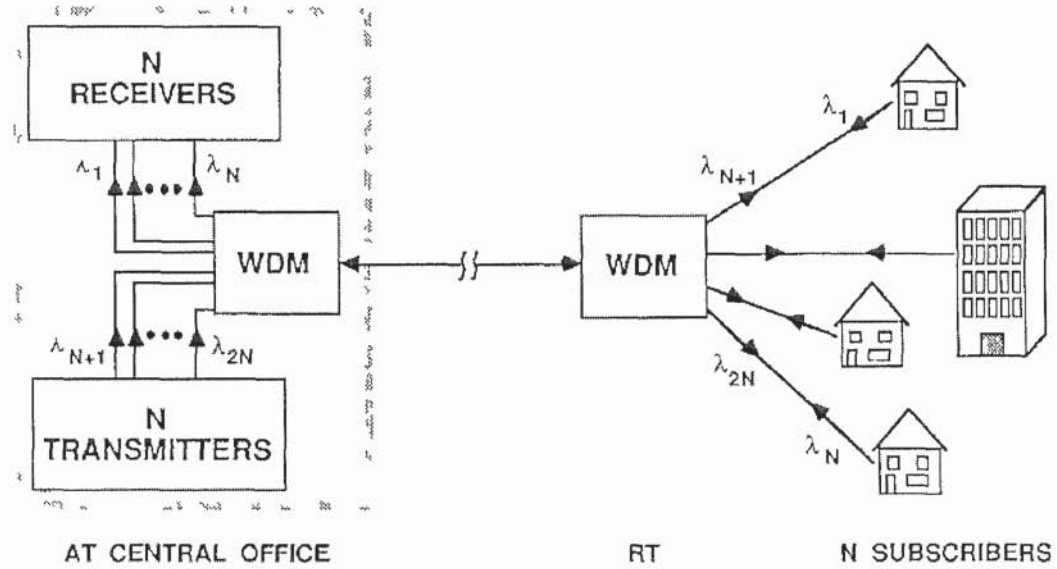 N
RECEIVERS
λ1
λN
WDM
λN+1
λ2N
N
TRANSMITTERS
AT CENTRAL OFFICE
WDM
RT
λ1
λN+1
λ2N
λN
N SUBSCRIBERS